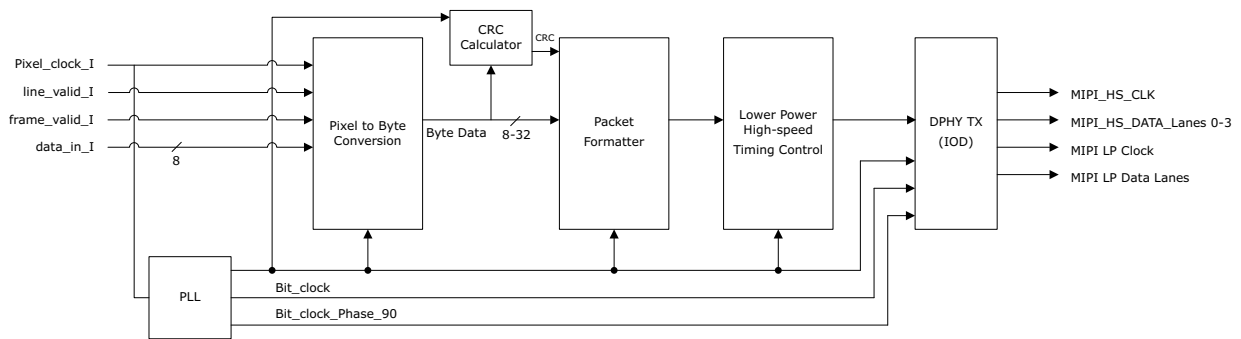 Pixel_clock_I
line_valid_I
frame_valid_I
data_in_I
8
Pixel to Byte
Conversion
CRC
Calculator
CRC
Byte Data
8-32
Packet
Formatter
Lower Power
High-speed
Timing Control
DPHY TX
(IOD)
MIPI_HS_CLK
MIPI_HS_DATA_Lanes 0-3
MIPI LP Clock
MIPI LP Data Lanes
PLL
Bit_clock
Bit_clock_Phase_90